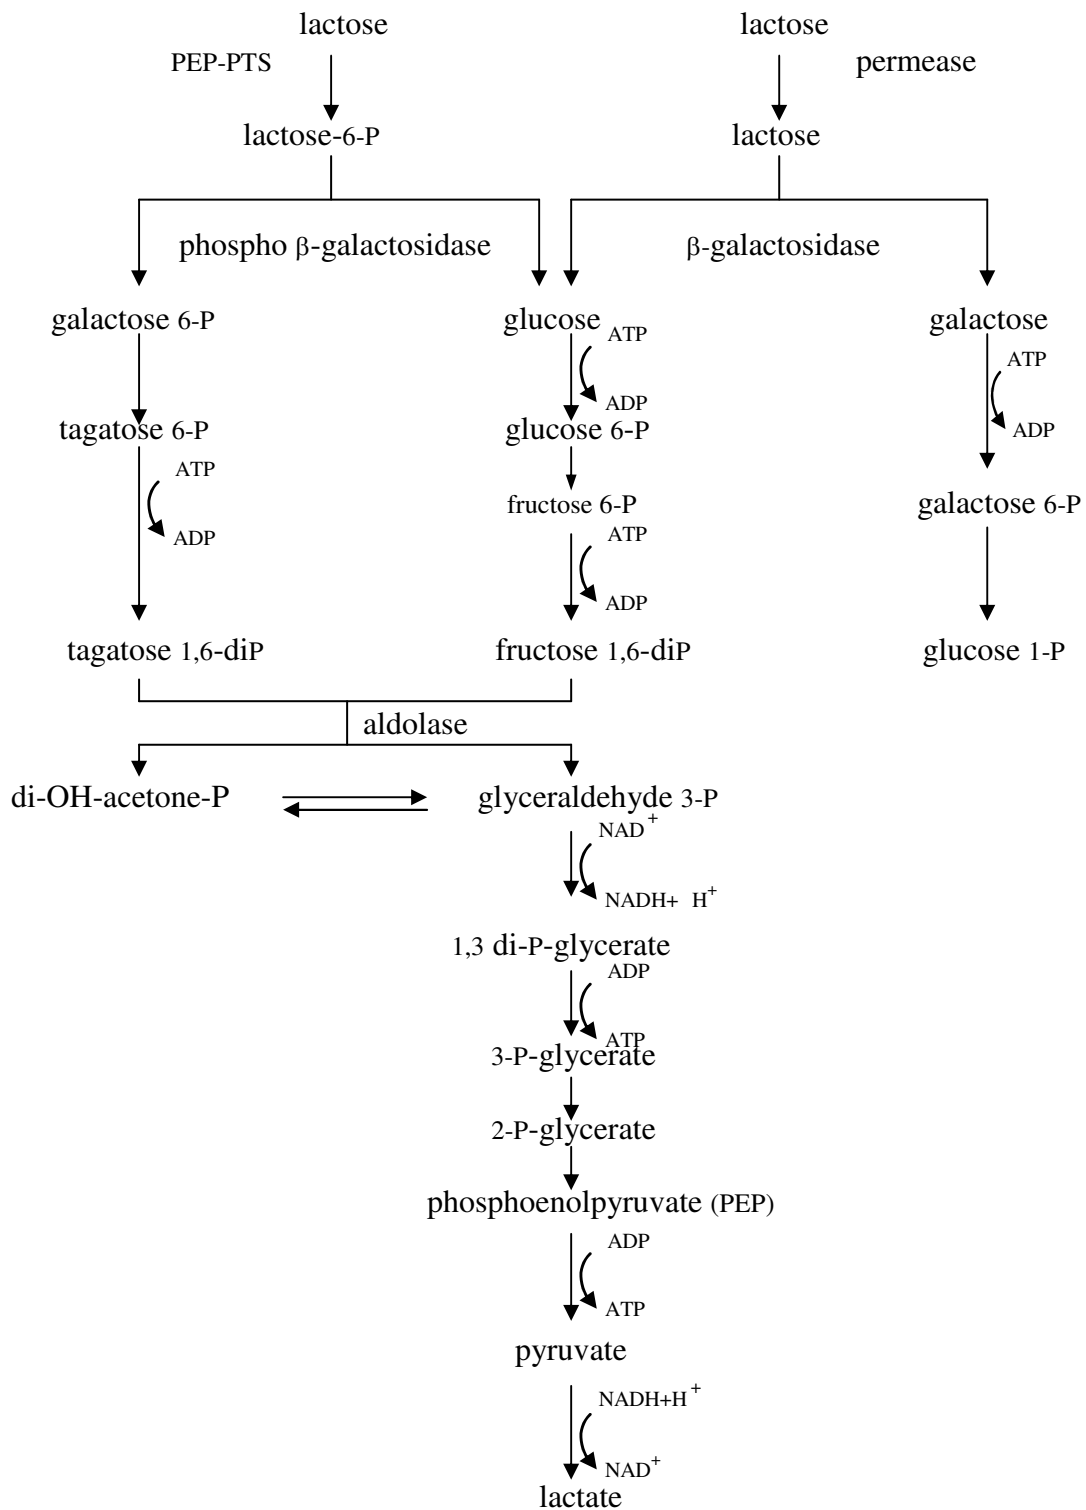 lactose lactose
PEP-PTS permease
lactose-6-P lactose
phospho β-galactosidase β-galactosidase
galactose 6-P glucose galactose
ATP
ATP
ADP
tagatose 6-P glucose 6-P ADP
ATP
fructose 6-P galactose 6-P
ADP ATP
ADP
tagatose 1,6-diP fructose 1,6-diP glucose 1-P
aldolase
di-OH-acetone-P glyceraldehyde 3-P
NAD+
NADH+ H+
1,3 di-P-glycerate
ADP
ATP
3-P-glycerate
2-P-glycerate
phosphoenolpyruvate (PEP)
ADP
ATP
pyruvate
NADH+H+
NAD+
lactate